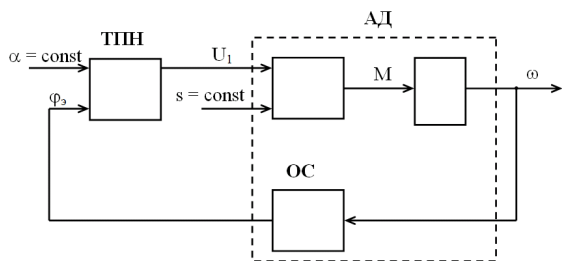 АД
ТПН
α = const
U₁
M
ω
s = const
φэ
ОС